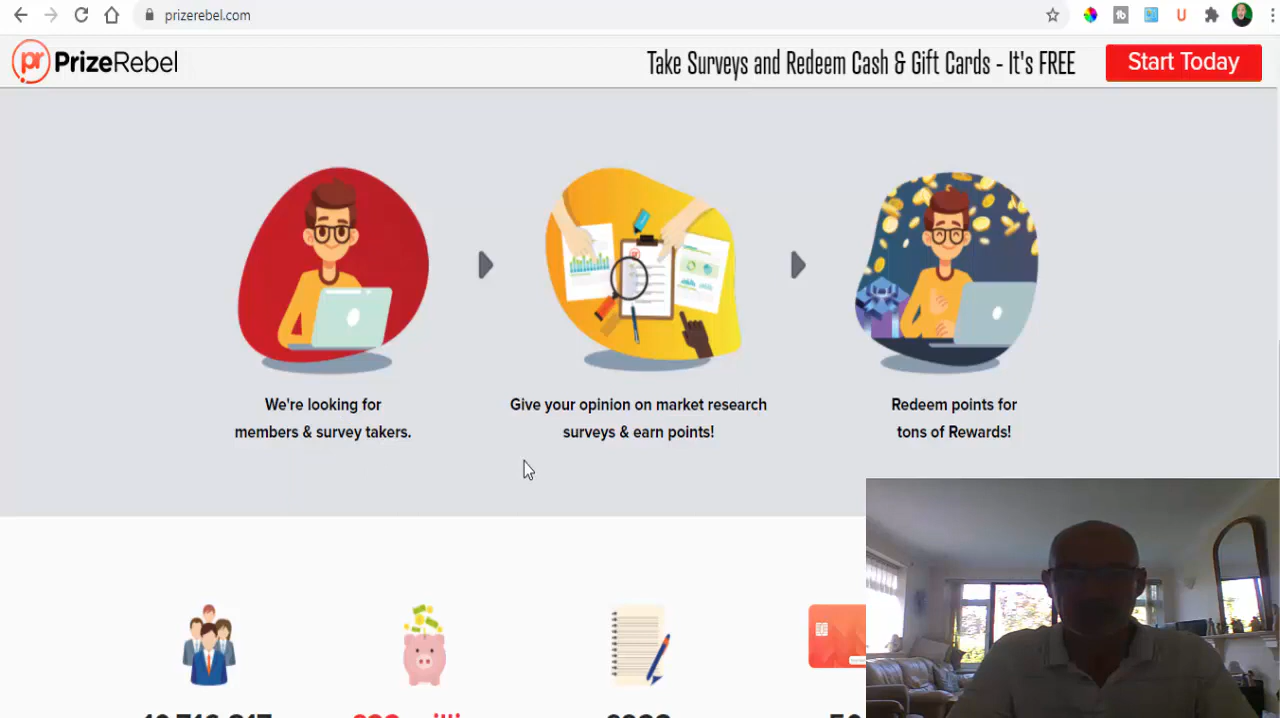 prizerebel.com
pr PrizeRebel
Take Surveys and Redeem Cash & Gift Cards - It's FREE
Start Today
We're looking for
members & survey takers.
Give your opinion on market research
surveys & earn points!
Redeem points for
tons of Rewards!